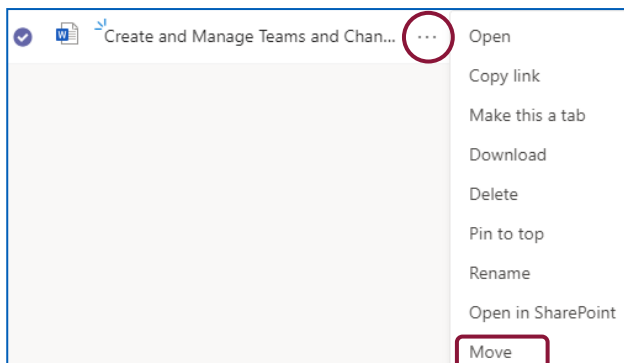 Create and Manage Teams and Chan... ... Open
Copy link
Make this a tab
Download
Delete
Pin to top
Rename
Open in SharePoint
Move